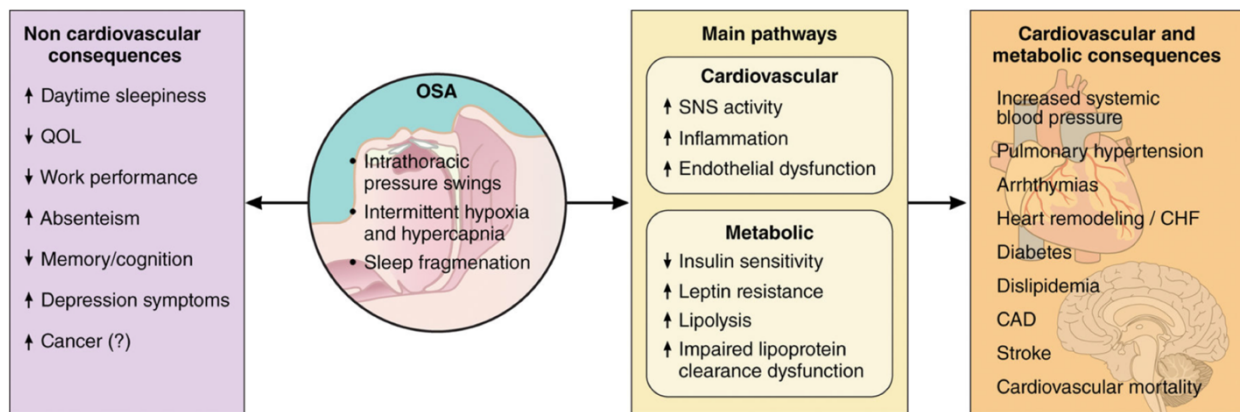 Non cardiovascular
consequences
↑ Daytime sleepiness
↓ QOL
↓ Work performance
↑ Absenteism
↓ Memory/cognition
↑ Depression symptoms
↑ Cancer (?)
OSA
• Intrathoracic
pressure swings
• Intermittent hypoxia
and hypercapnia
• Sleep fragmenation
Main pathways
Cardiovascular
↑ SNS activity
↑ Inflammation
↑ Endothelial dysfunction
Metabolic
↓ Insulin sensitivity
↑ Leptin resistance
↑ Lipolysis
↑ Impaired lipoprotein
clearance dysfunction
Cardiovascular and
metabolic consequences
Increased systemic
blood pressure
Pulmonary hypertension
Arrhythmias
Heart remodeling / CHF
Diabetes
Dislipidemia
CAD
Stroke
Cardiovascular mortality